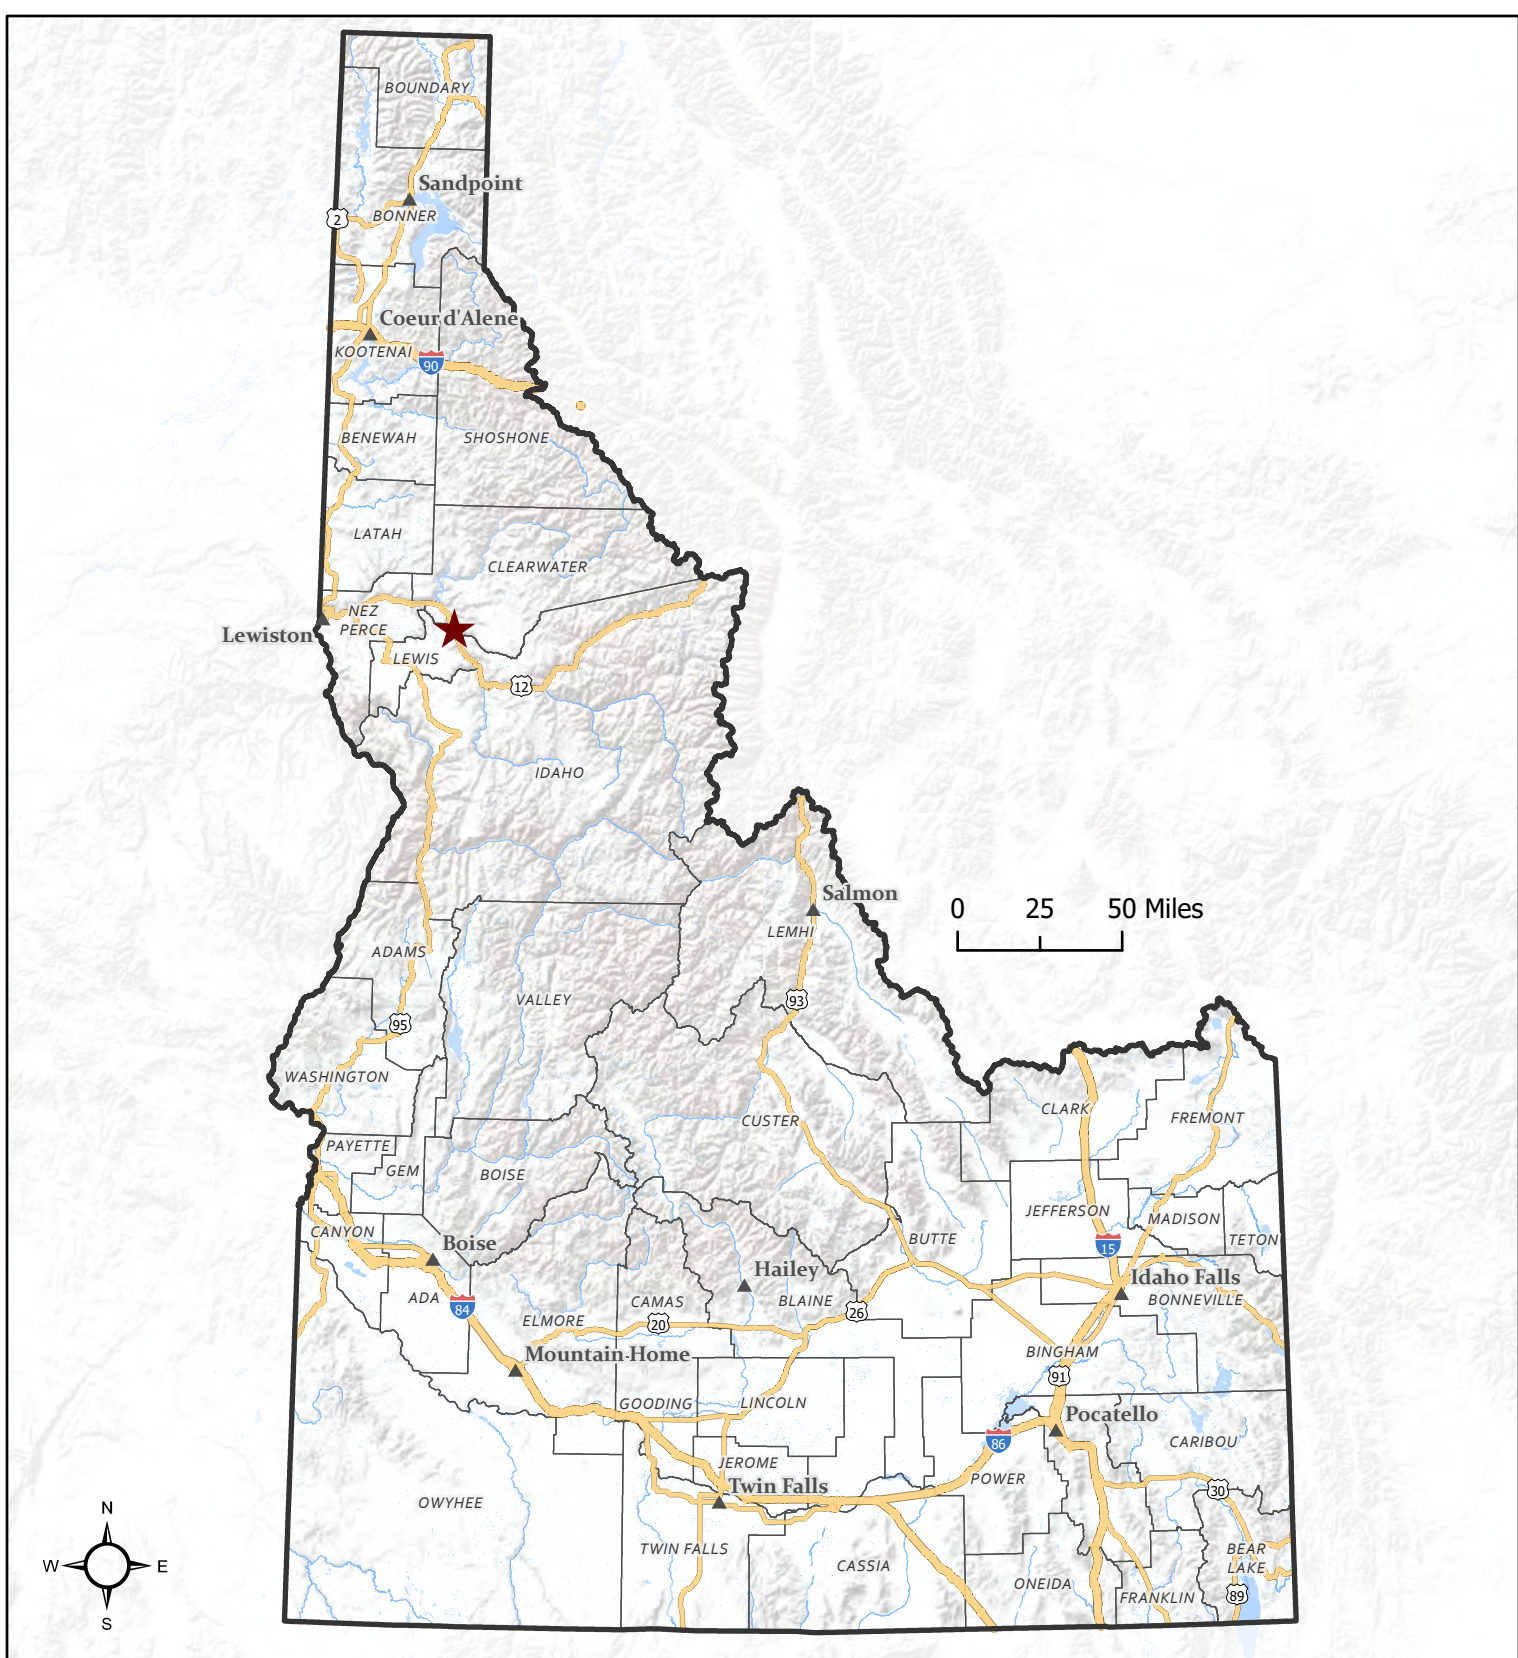 BOUNDARY
Sandpoint
2
BONNER
Coeur d'Alene
KOOTENAI
90
BENEWAH
SHOSHONE
LATAH
CLEARWATER
NEZ
PERCE
Lewiston
LEWIS
12
IDAHO
Salmon
0 25 50 Miles
LEMHI
ADAMS
93
VALLEY
95
WASHINGTON
CUSTER
CLARK
FREMONT
PAYETTE
GEM
BOISE
JEFFERSON
MADISON
CANYON
BUTTE
TETON
Boise
15
Hailey
Idaho Falls
ADA
84
CAMAS
BLAINE
BONNEVILLE
26
ELMORE
20
Mountain Home
BINGHAM
91
GOODING
LINCOLN
Pocatello
86
CARIBOU
JEROME
POWER
Twin Falls
30
OWYHEE
N
W E
S
TWIN FALLS
CASSIA
BEAR
LAKE
ONEIDA
FRANKLIN
89